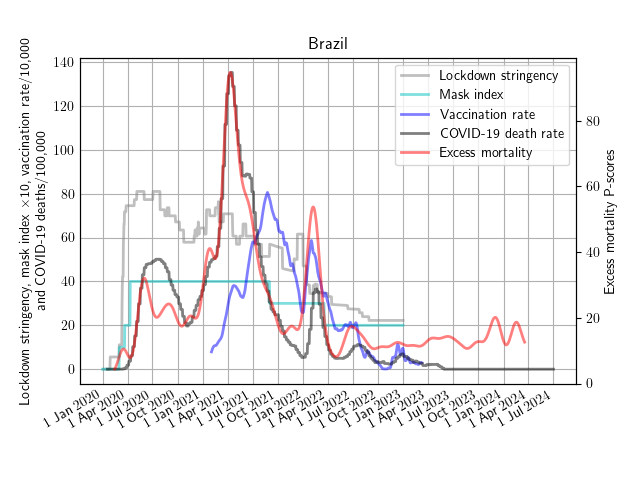 Brazil
Lockdown stringency, mask index ×10, vaccination rate/10,000
and COVID-19 deaths/100,000
140
120
100
80
60
40
20
0
Lockdown stringency
Mask index
Vaccination rate
COVID-19 death rate
Excess mortality
80
60
40
20
0
Excess mortality P-scores
1 Jan 2020
1 Apr 2020
1 Jul 2020
1 Oct 2020
1 Jan 2021
1 Apr 2021
1 Jul 2021
1 Oct 2021
1 Jan 2022
1 Apr 2022
1 Jul 2022
1 Oct 2022
1 Jan 2023
1 Apr 2023
1 Jul 2023
1 Oct 2023
1 Jan 2024
1 Apr 2024
1 Jul 2024